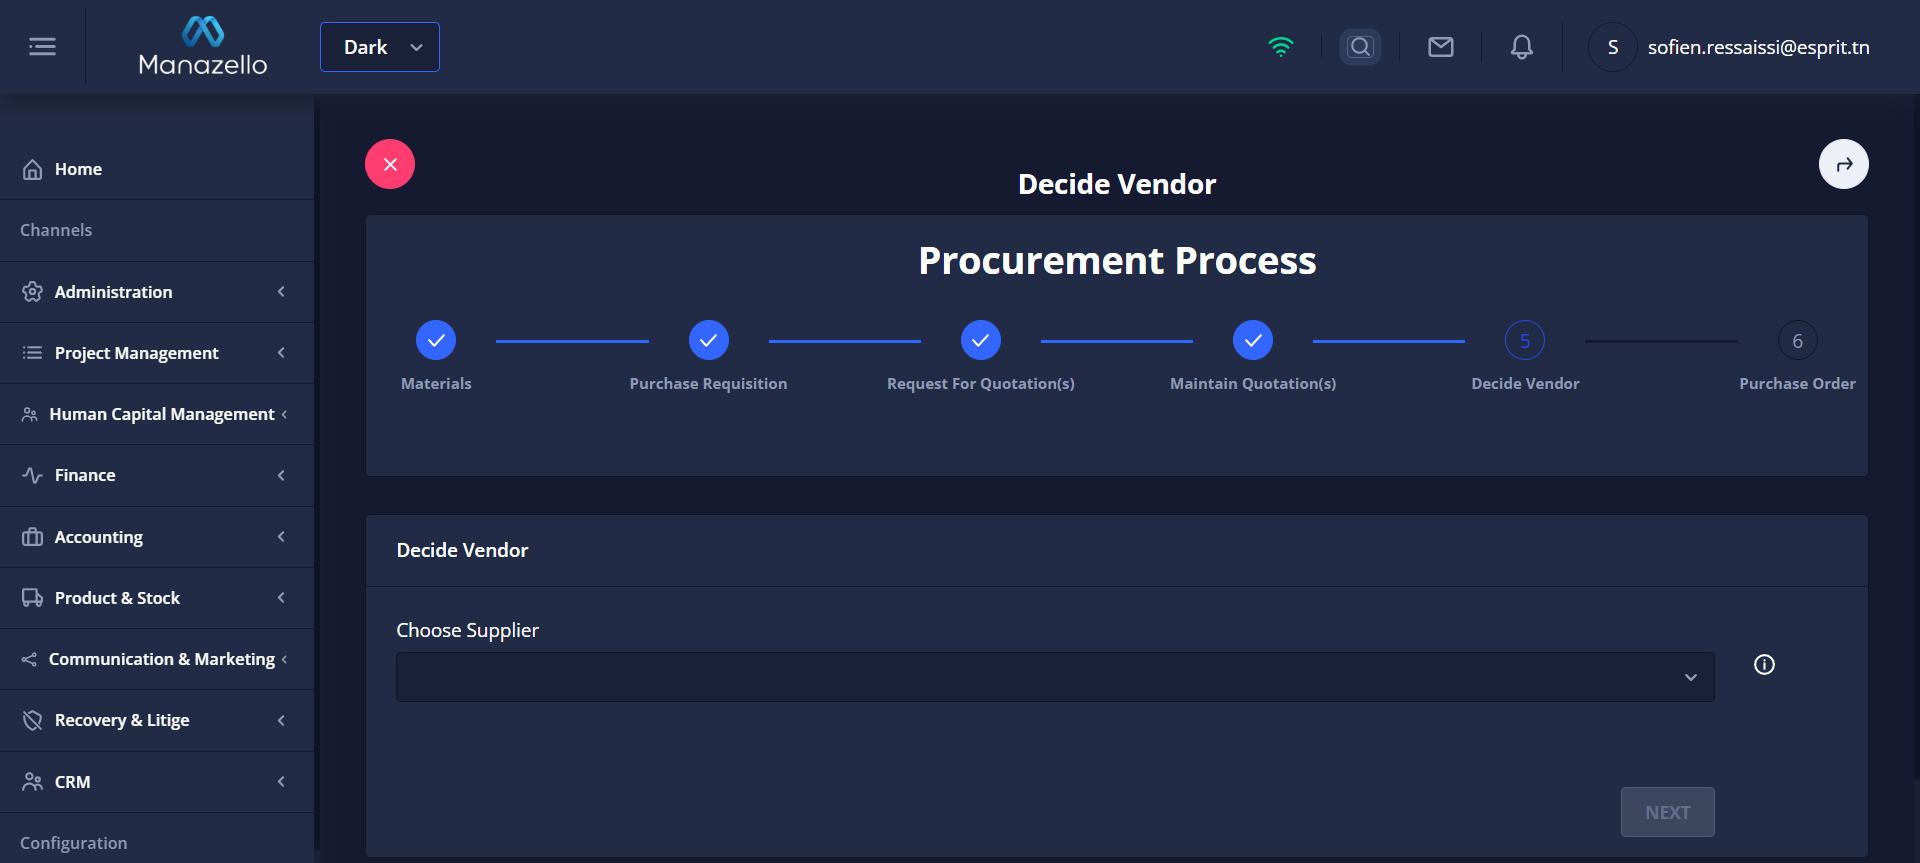 Manazello
Dark
S
sofien.ressaissi@esprit.tn
Home
Channels
Administration
Project Management
Human Capital Management
Finance
Accounting
Product & Stock
Communication & Marketing
Recovery & Litige
CRM
Configuration
Decide Vendor
Procurement Process
5
6
Materials
Purchase Requisition
Request For Quotation(s)
Maintain Quotation(s)
Decide Vendor
Purchase Order
Decide Vendor
Choose Supplier
NEXT